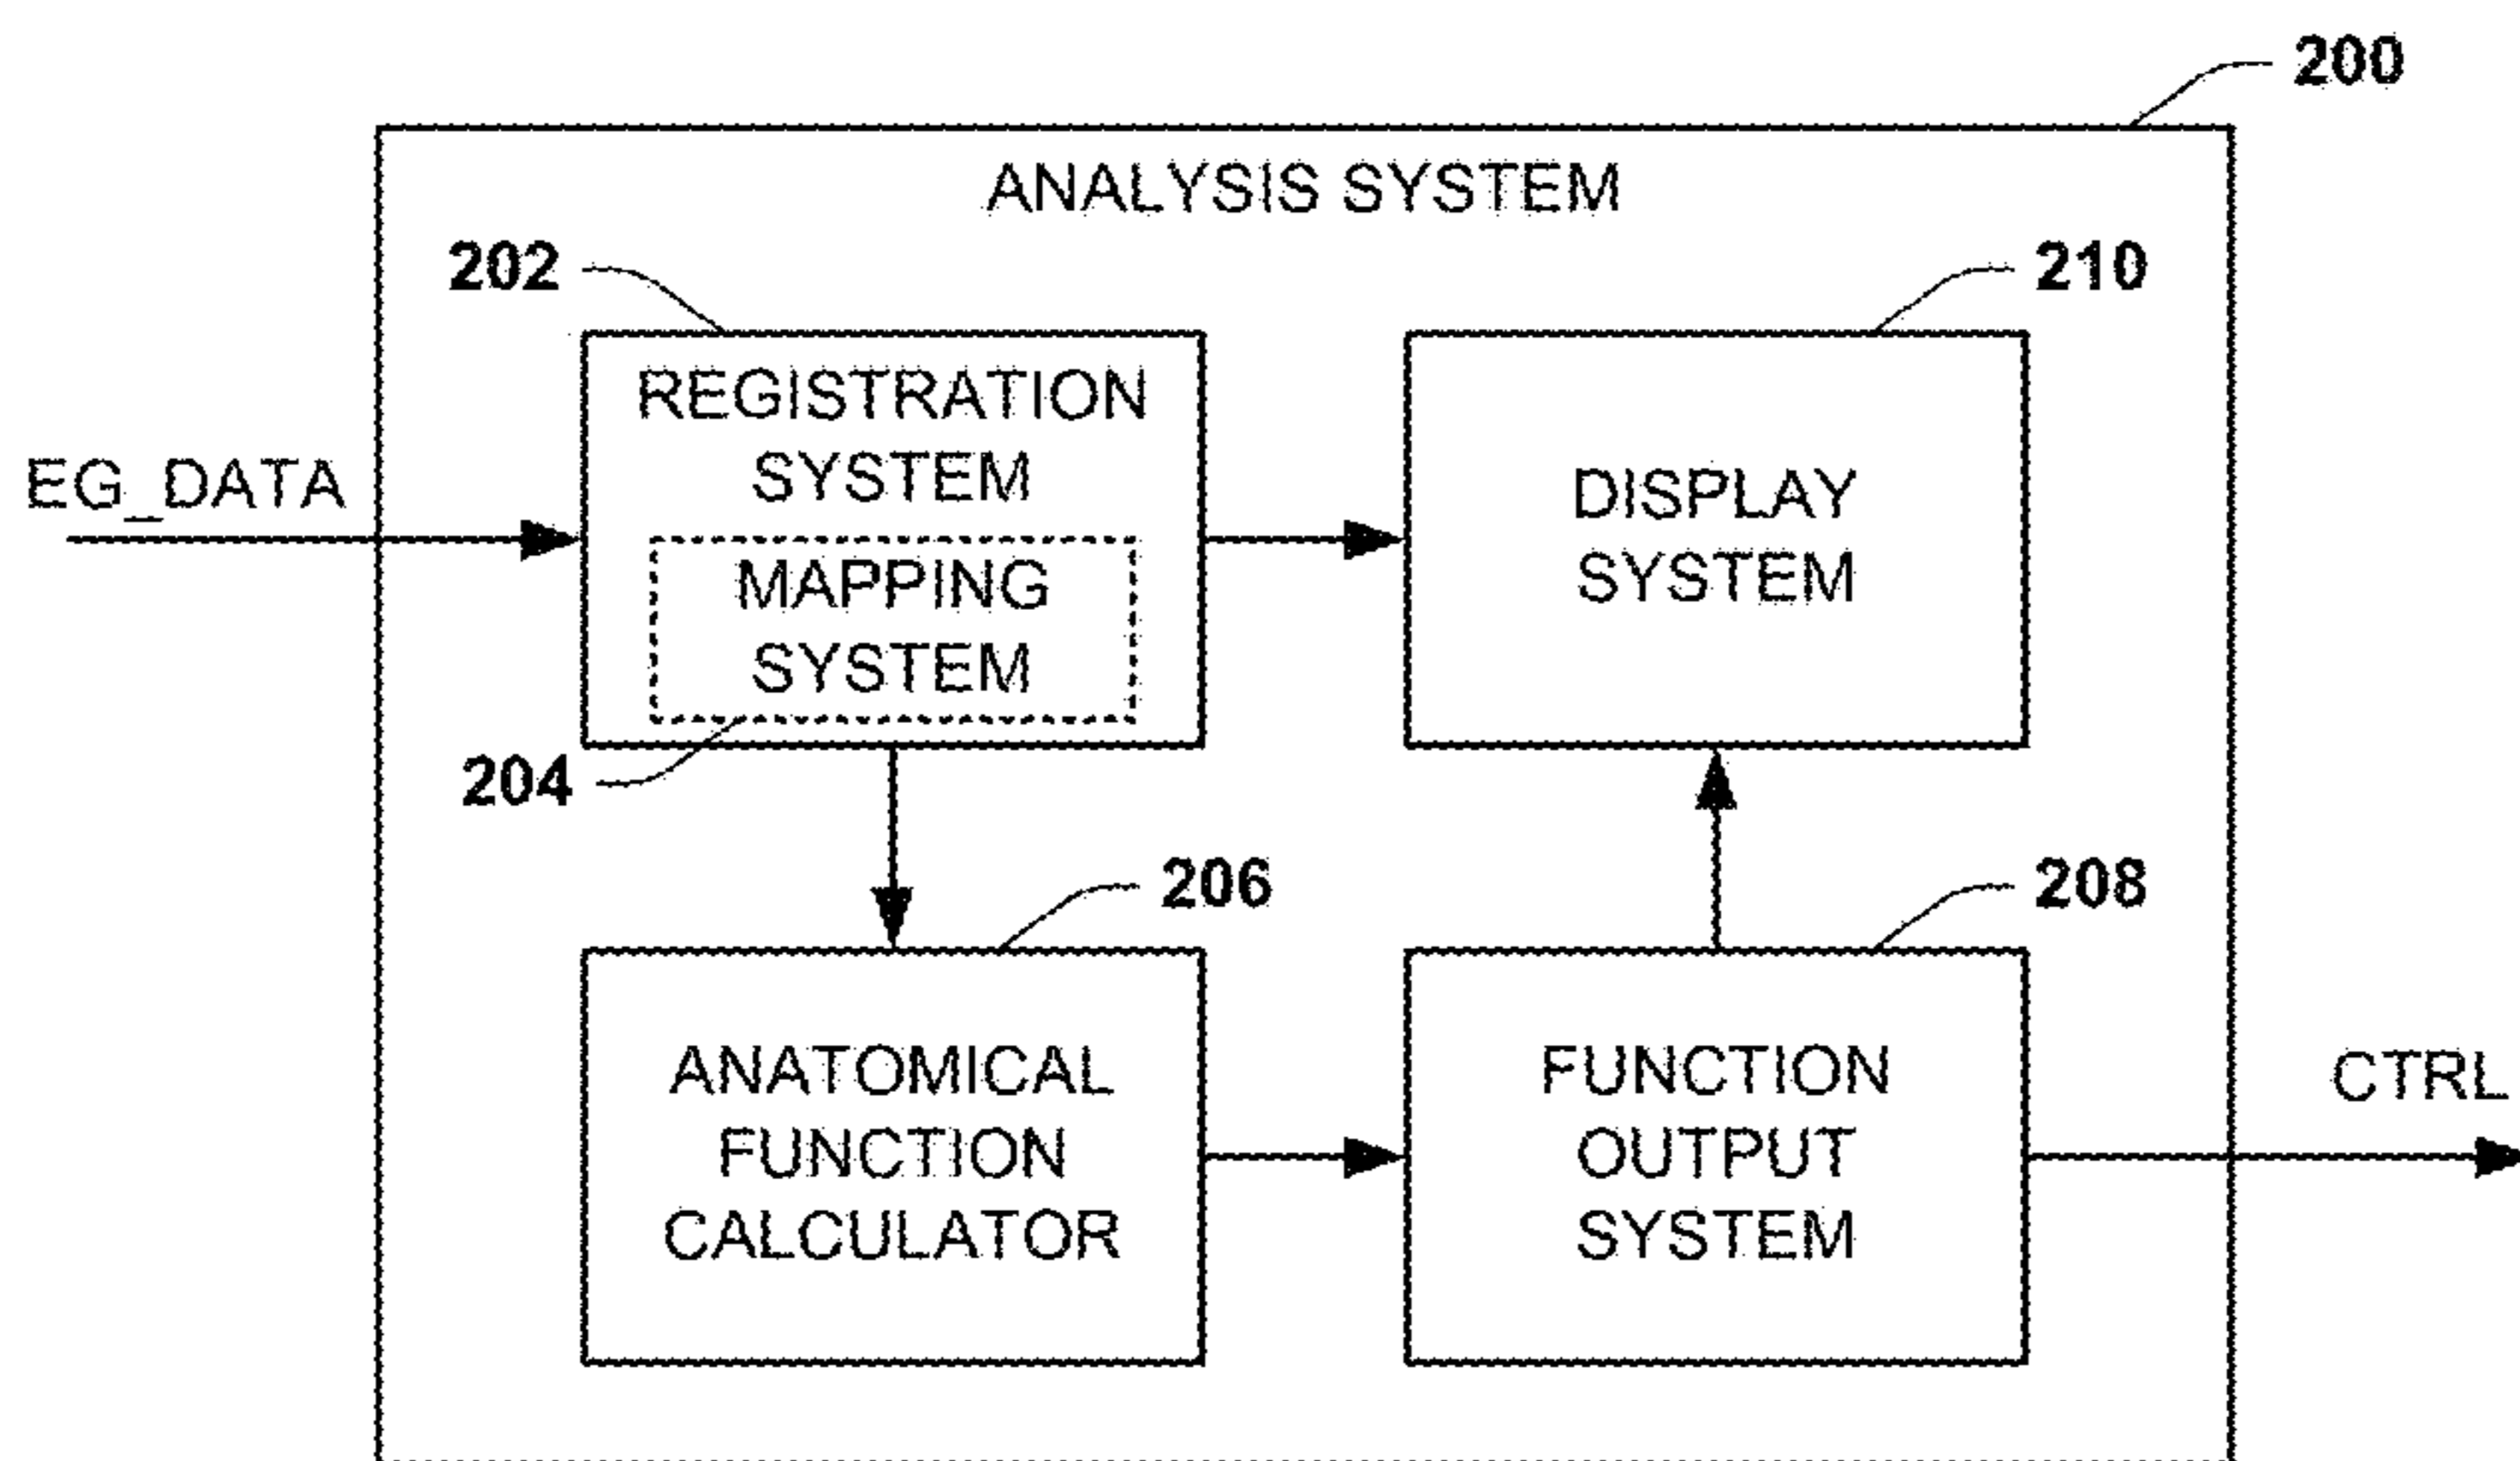 200
ANALYSIS SYSTEM
202
210
REGISTRATION
SYSTEM
MAPPING
SYSTEM
204
EG_DATA
DISPLAY
SYSTEM
206
208
ANATOMICAL
FUNCTION
CALCULATOR
FUNCTION
OUTPUT
SYSTEM
CTRL